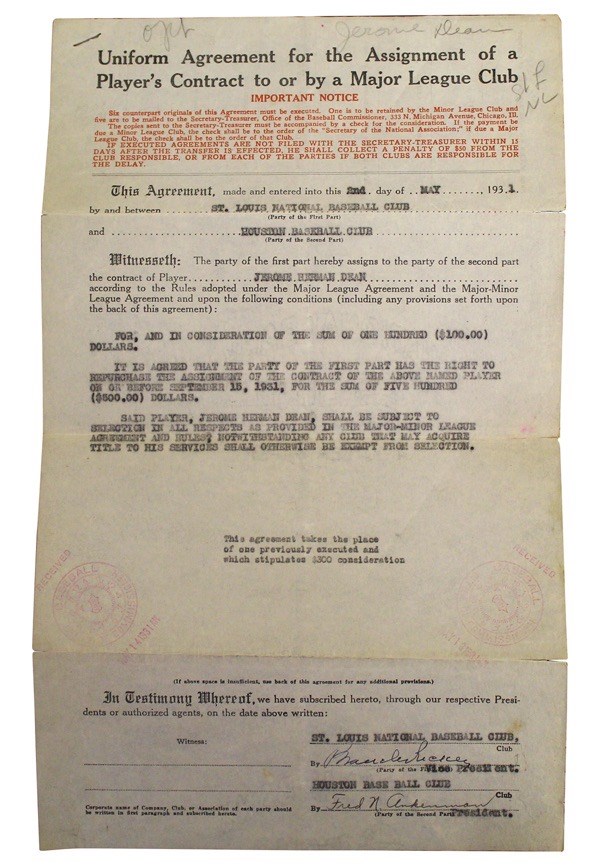 opt Jerome Dean
Uniform Agreement for the Assignment of a
Player's Contract to or by a Major League Club
St L
NL
IMPORTANT NOTICE
Six counterpart originals of this Agreement must be executed. One is to be retained by the Minor League Club and
five are to be mailed to the Secretary-Treasurer, Office of the Baseball Commissioner, 333 N. Michigan Avenue, Chicago, Ill.
The copies sent to the Secretary-Treasurer must be accompanied by a check for the consideration. If the payment be
due a Minor League Club, the check shall be to the order of the "Secretary of the National Association;" if due a Major
League Club, the check shall be to the order of that Club.
IF EXECUTED AGREEMENTS ARE NOT FILED WITH THE SECRETARY-TREASURER WITHIN 15
DAYS AFTER THE TRANSFER IS EFFECTED, HE SHALL COLLECT A PENALTY OF $50 FROM THE
CLUB RESPONSIBLE, OR FROM EACH OF THE PARTIES IF BOTH CLUBS ARE RESPONSIBLE FOR
THE DELAY.
This Agreement, made and entered into this 2nd. day of ..MAY......., 1931.
by and between ............ST. LOUIS NATIONAL BASEBALL CLUB
(Party of the First Part)
and ....................HOUSTON BASEBALL CLUB
(Party of the Second Part)
Witnesseth: The party of the first part hereby assigns to the party of the second part
the contract of Player............JEROME HERMAN DEAN
according to the Rules adopted under the Major League Agreement and the Major-Minor
League Agreement and upon the following conditions (including any provisions set forth upon
the back of this agreement):
FOR, AND IN CONSIDERATION OF THE SUM OF ONE HUNDRED ($100.00)
DOLLARS.
IT IS AGREED THAT THE PARTY OF THE FIRST PART HAS THE RIGHT TO
REPURCHASE THE ASSIGNMENT OF THE CONTRACT OF THE ABOVE NAMED PLAYER
ON OR BEFORE SEPTEMBER 15, 1931, FOR THE SUM OF FIVE HUNDRED
($500.00) DOLLARS.
SAID PLAYER, JEROME HERMAN DEAN, SHALL BE SUBJECT TO
SELECTION IN ALL RESPECTS AS PROVIDED IN THE MAJOR-MINOR LEAGUE
AGREEMENT AND RULES, NOTWITHSTANDING ANY CLUB THAT MAY ACQUIRE
TITLE TO HIS SERVICES SHALL OTHERWISE BE EXEMPT FROM SELECTION.
This agreement takes the place
of one previously executed and
which stipulates $300 consideration
RECEIVED
BASEBALL
RECEIVED
BASEBALL
(If above space is insufficient, use back of this agreement for any additional provisions.)
In Testimony Whereof, we have subscribed hereto, through our respective Presi-
dents or authorized agents, on the date above written:
Witness:
ST. LOUIS NATIONAL BASEBALL CLUB,
Club
By Branch Rickey
(Party of the F Vice President.
HOUSTON BASE BALL CLUB
Club
By Fred N. Ankenman
(Party of the Second Part President.
Corporate name of Company, Club, or Association of each party should
be written in first paragraph and subscribed hereto.